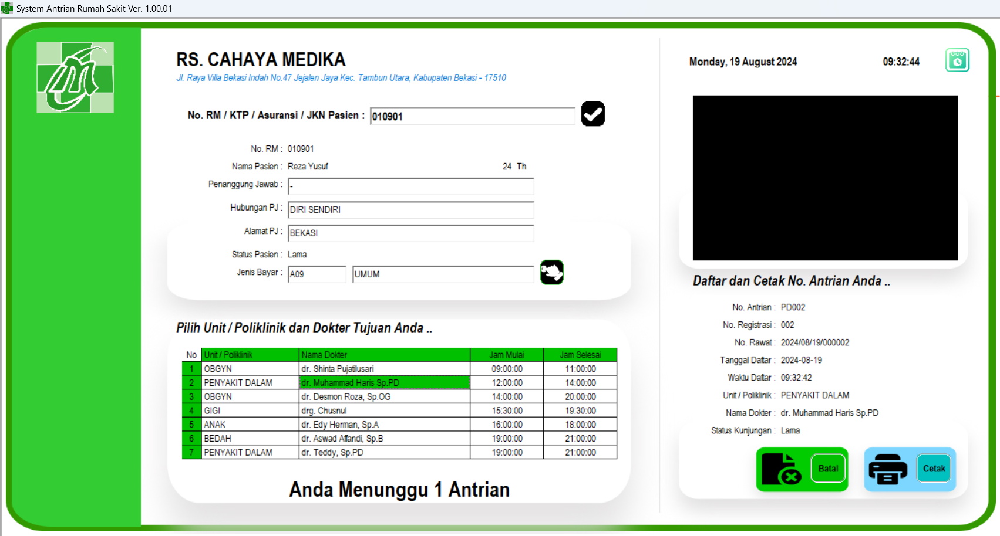 System Antrian Rumah Sakit Ver. 1.00.01
RS. CAHAYA MEDIKA
Jl. Raya Villa Bekasi Indah No.47 Jejalen Jaya Kec. Tambun Utara, Kabupaten Bekasi - 17510
No. RM / KTP / Asuransi / JKN Pasien : 010901
No. RM : 010901
Nama Pasien : Reza Yusuf 24 Th
Penanggung Jawab : -
Hubungan PJ : DIRI SENDIRI
Alamat PJ : BEKASI
Status Pasien : Lama
Jenis Bayar : A09 UMUM
Pilih Unit / Poliklinik dan Dokter Tujuan Anda ..
No Unit / Poliklinik Nama Dokter Jam Mulai Jam Selesai
1 OBGYN dr. Shinta Pujatilusari 09:00:00 11:00:00
2 PENYAKIT DALAM dr. Muhammad Haris Sp.PD 12:00:00 14:00:00
3 OBGYN dr. Desmon Roza, Sp.OG 14:00:00 20:00:00
4 GIGI drg. Chusnul 15:30:00 19:30:00
5 ANAK dr. Edy Herman, Sp.A 16:00:00 18:00:00
6 BEDAH dr. Aswad Affandi, Sp.B 19:00:00 21:00:00
7 PENYAKIT DALAM dr. Teddy, Sp.PD 19:00:00 21:00:00
Anda Menunggu 1 Antrian
Monday, 19 August 2024 09:32:44
Daftar dan Cetak No. Antrian Anda ..
No. Antrian : PD002
No. Registrasi : 002
No. Rawat : 2024/08/19/000002
Tanggal Daftar : 2024-08-19
Waktu Daftar : 09:32:42
Unit / Poliklinik : PENYAKIT DALAM
Nama Dokter : dr. Muhammad Haris Sp.PD
Status Kunjungan : Lama
Batal Cetak